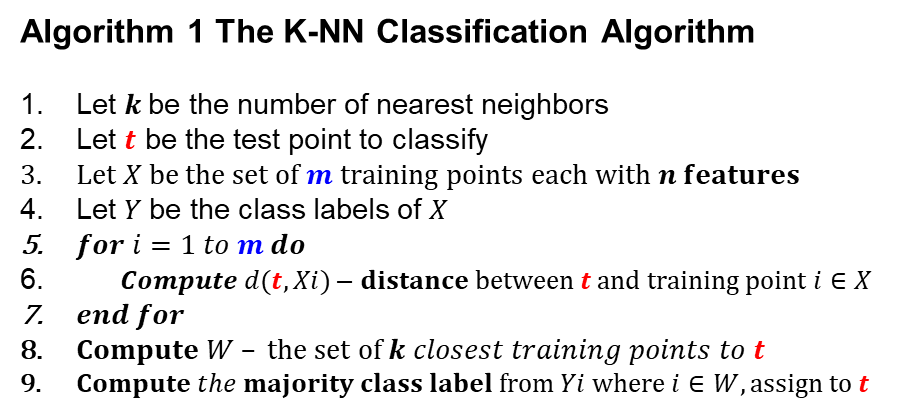 Algorithm 1 The K-NN Classification Algorithm
1. Let k be the number of nearest neighbors
2. Let t be the test point to classify
3. Let X be the set of m training points each with n features
4. Let Y be the class labels of X
5. for i = 1 to m do
6. Compute d(t,Xi) – distance between t and training point i ∈ X
7. end for
8. Compute W – the set of k closest training points to t
9. Compute the majority class label from Yi where i ∈ W, assign to t